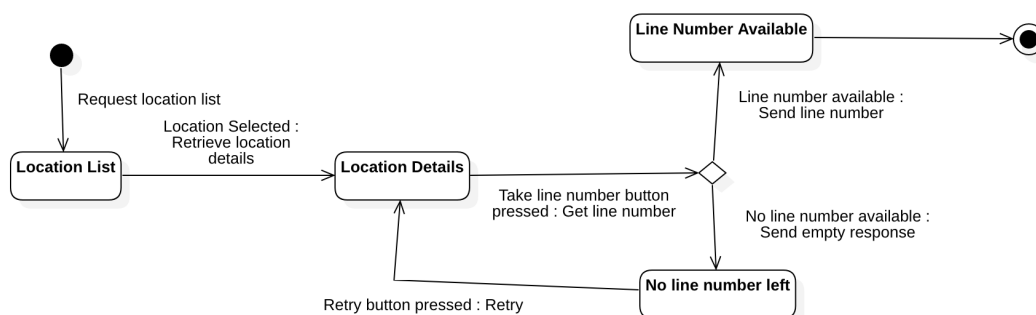 Line Number Available
Request location list
Line number available :
Send line number
Location Selected :
Retrieve location
details
Location List
Location Details
Take line number button
pressed : Get line number
No line number available :
Send empty response
No line number left
Retry button pressed : Retry